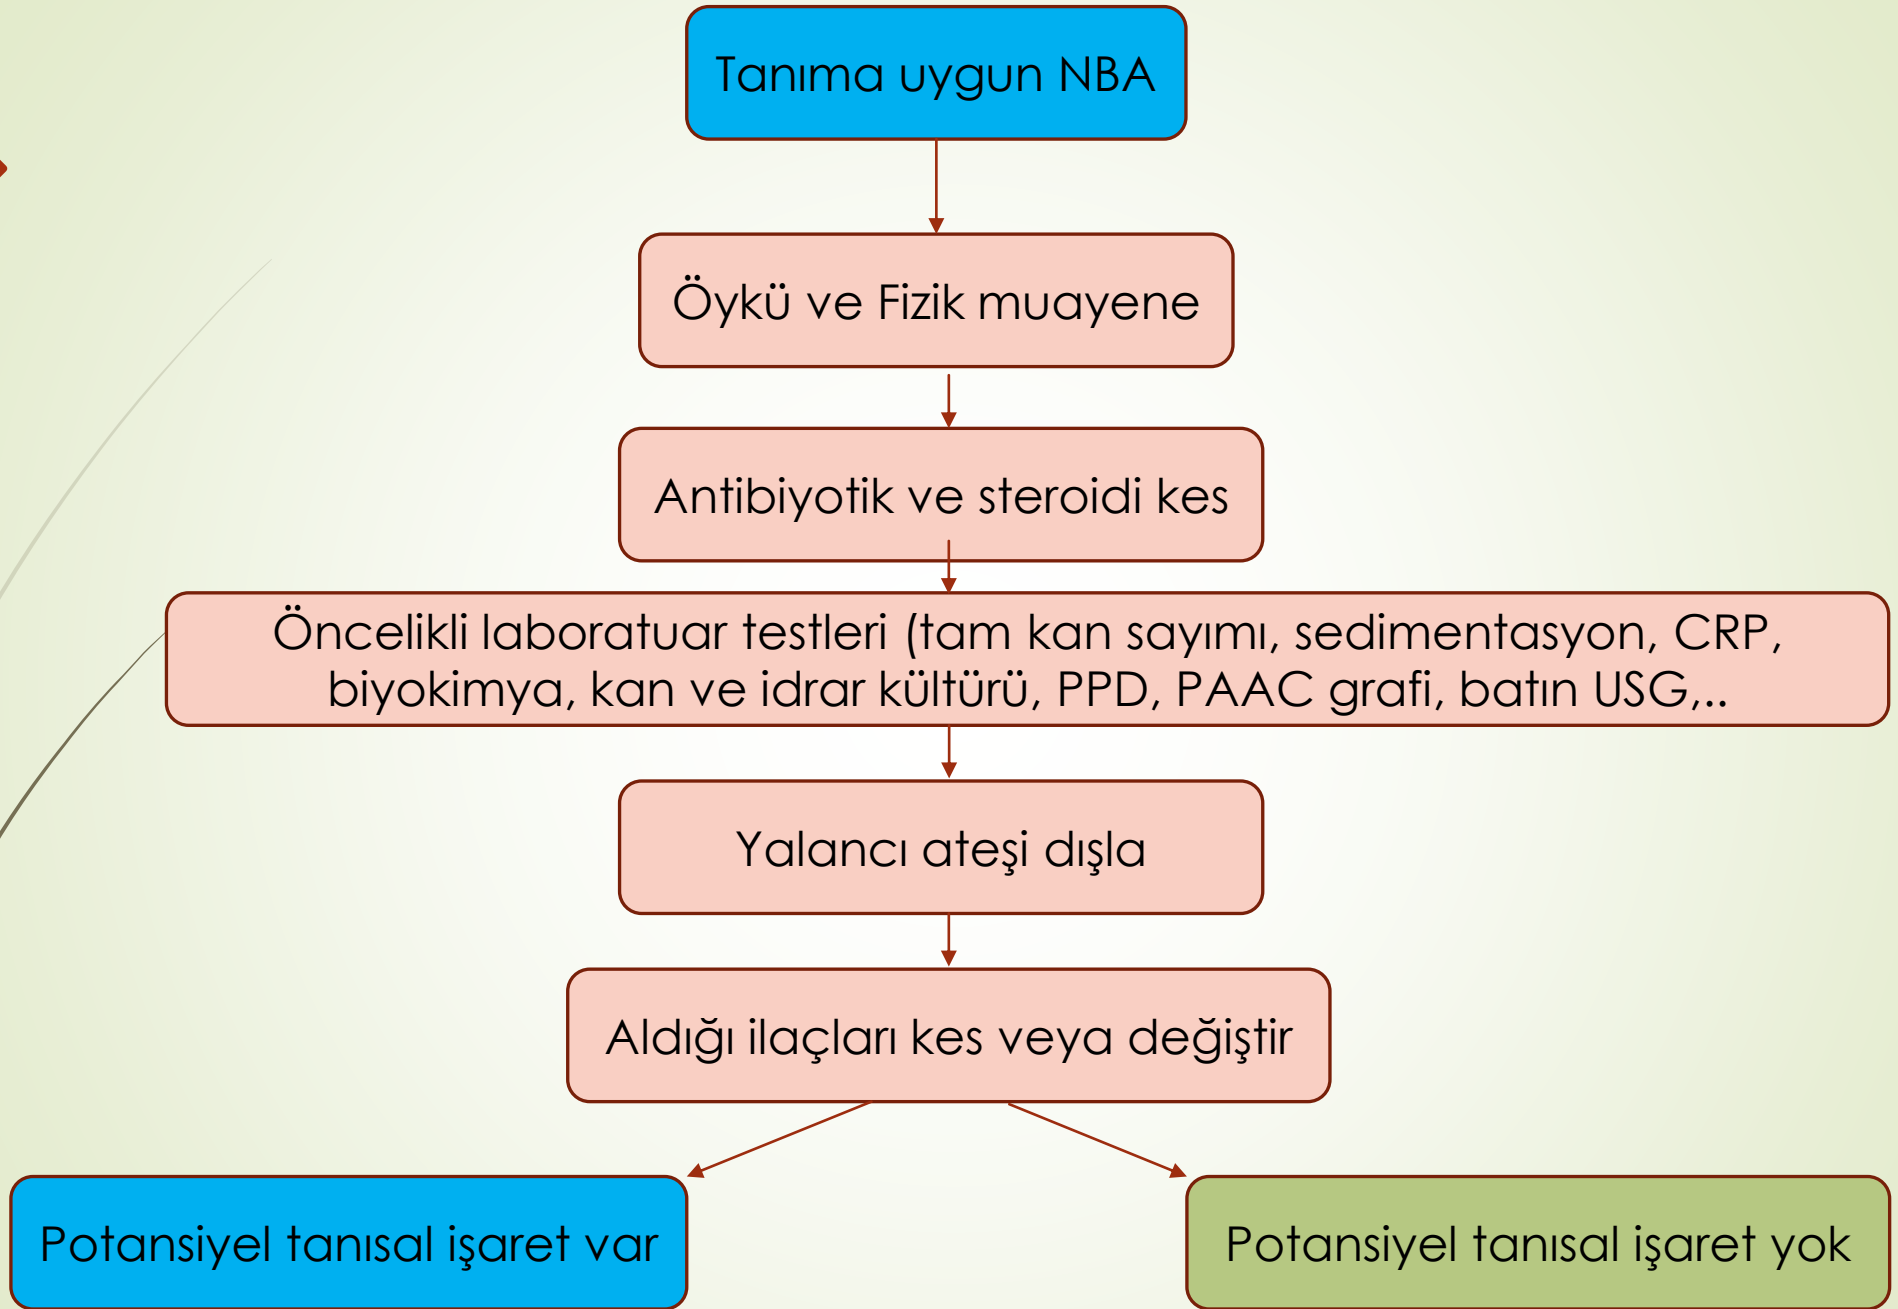 Tanıma uygun NBA
Öykü ve Fizik muayene
Antibiyotik ve steroidi kes
Öncelikli laboratuar testleri (tam kan sayımı, sedimentasyon, CRP,
biyokimya, kan ve idrar kültürü, PPD, PAAC grafi, batın USG,..
Yalancı ateşi dışla
Aldığı ilaçları kes veya değiştir
Potansiyel tanısal işaret var
Potansiyel tanısal işaret yok